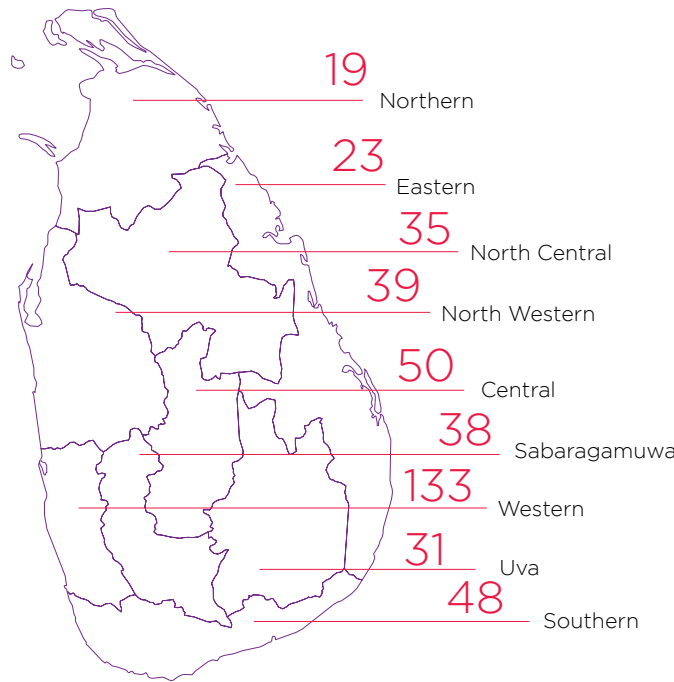 19
Northern
23
Eastern
35
North Central
39
North Western
50
Central
38
Sabaragamuwa
133
Western
31
Uva
48
Southern